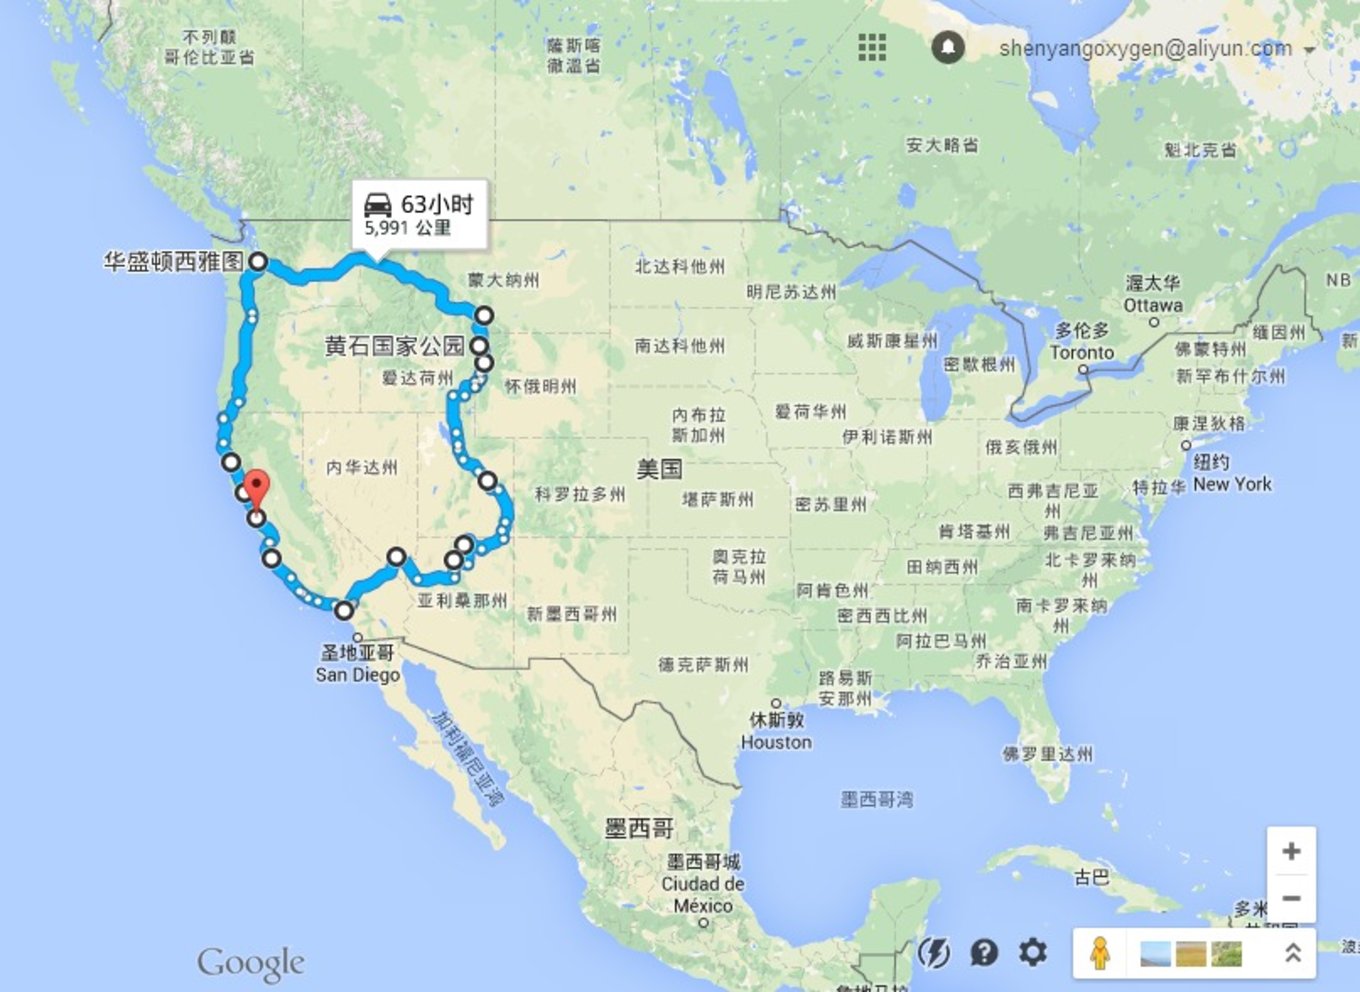 不列颠
哥伦比亚省
薩斯喀
徹溫省
shenyangoxygen@aliyun.com
安大略省
魁北克省
63小时
5,991 公里
华盛顿西雅图
蒙大纳州
北达科他州
明尼苏达州
渥太华
Ottawa
NB
多伦多
Toronto
缅因州
新
佛蒙特州
新罕布什尔州
威斯康星州
密歇根州
黄石国家公园
爱达荷州
怀俄明州
南达科他州
内布拉
斯加州
爱荷华州
伊利诺斯州
俄亥俄州
康涅狄格
纽约
New York
内华达州
美国
科罗拉多州
堪萨斯州
密苏里州
西弗吉尼亚
州
特拉华
肯塔基州
弗吉尼亚州
奥克拉
荷马州
田纳西州
北卡罗来纳
州
阿肯色州
亚利桑那州
新墨西哥州
密西西比州
南卡罗来纳
州
阿拉巴马州
乔治亚州
圣地亚哥
San Diego
德克萨斯州
路易斯
安那州
休斯敦
Houston
加利福尼亚湾
佛罗里达州
墨西哥湾
墨西哥
墨西哥城
Ciudad de
México
古巴
多米
波
Google